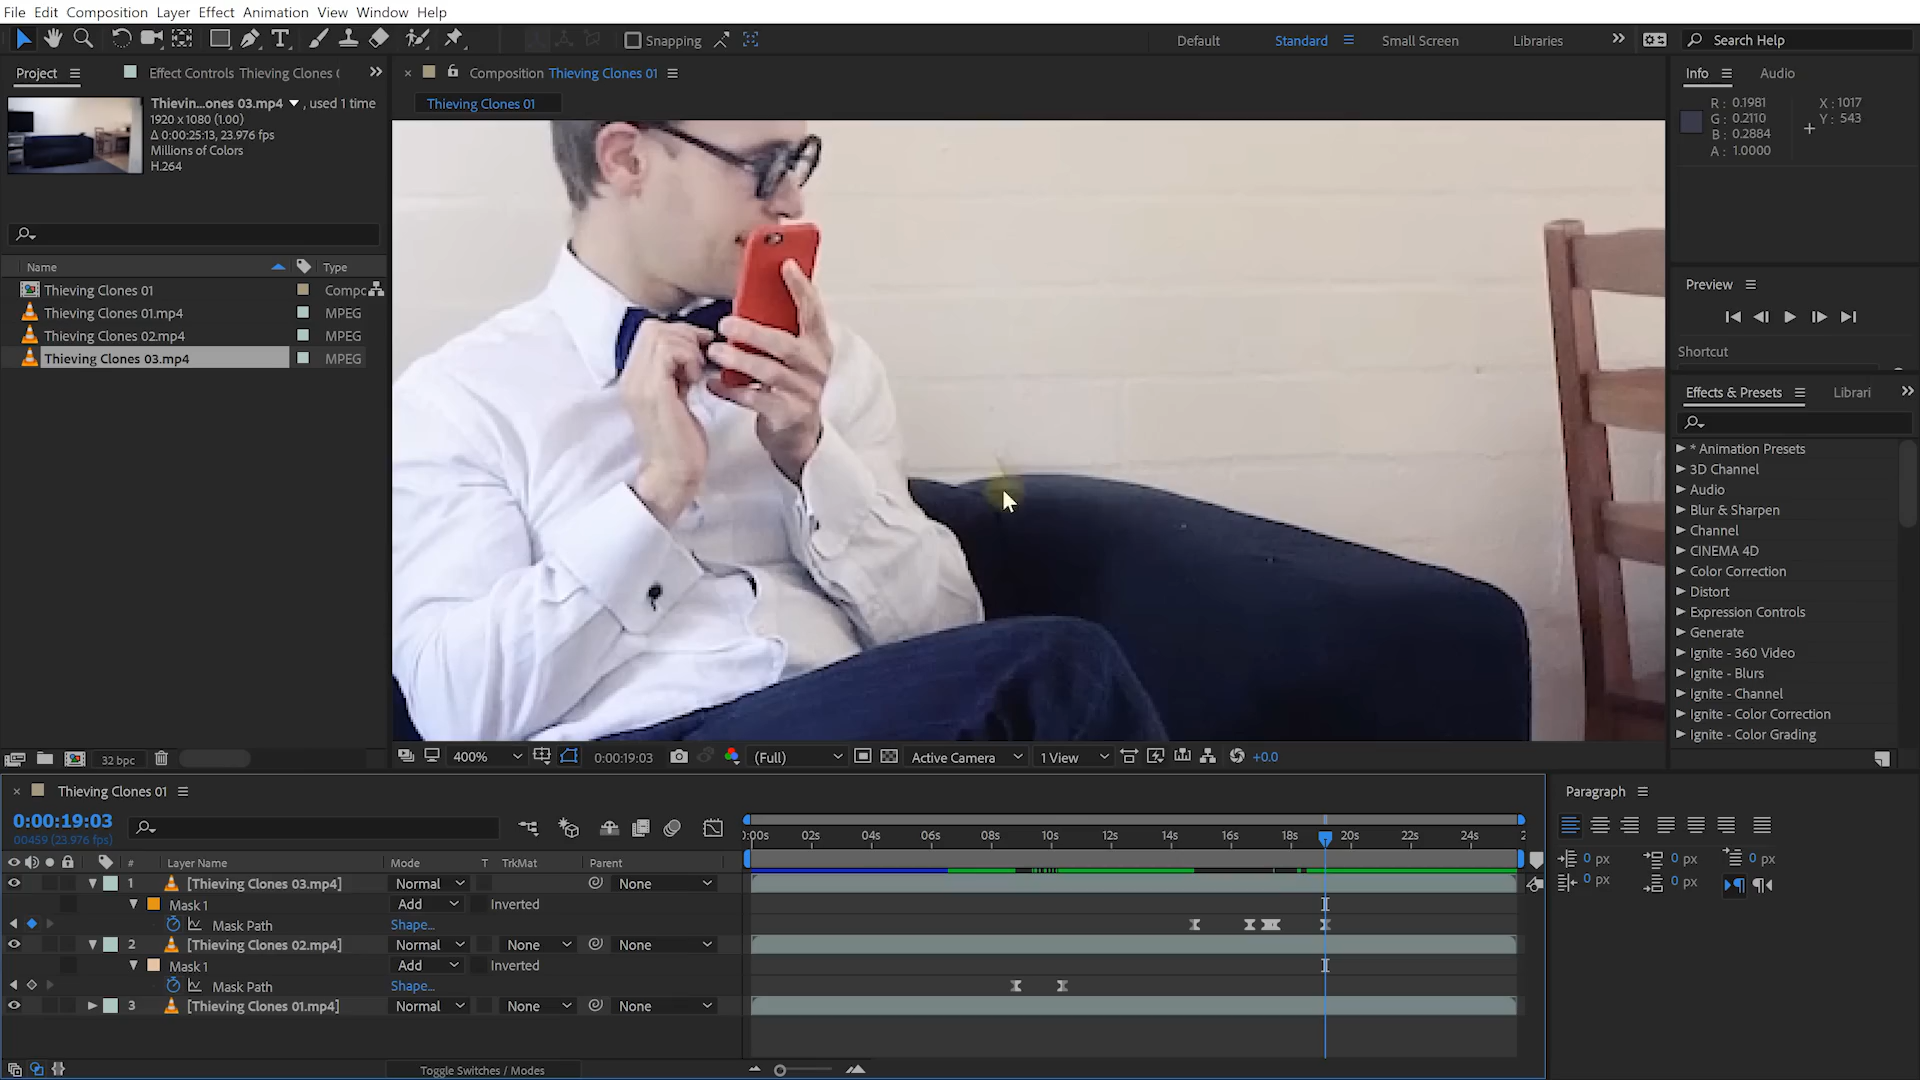 File Edit Composition Layer Effect Animation View Window Help
Snapping
Default Standard Small Screen Libraries Search Help
Project Effect Controls Thieving Clones
Composition Thieving Clones 01
Info Audio
Thievin...ones 03.mp4 , used 1 time
1920 x 1080 (1.00)
Δ 0:00:25:13, 23.976 fps
Millions of Colors
H.264
Thieving Clones 01
R: 0.1981
G: 0.2110
B: 0.2884
A: 1.0000
X: 1017
Y: 543
Name Type
Thieving Clones 01 Compc
Thieving Clones 01.mp4 MPEG
Thieving Clones 02.mp4 MPEG
Thieving Clones 03.mp4 MPEG
Preview
Shortcut
Effects & Presets Librari
* Animation Presets
3D Channel
Audio
Blur & Sharpen
Channel
CINEMA 4D
Color Correction
Distort
Expression Controls
Generate
Ignite - 360 Video
Ignite - Blurs
Ignite - Channel
Ignite - Color Correction
Ignite - Color Grading
32 bpc
400% 0:00:19:03 (Full) Active Camera 1 View +0.0
Thieving Clones 01
0:00:19:03
00459 (23.976 fps)
:00s 02s 04s 06s 08s 10s 12s 14s 16s 18s 20s 22s 24s 2
# Layer Name Mode T TrkMat Parent
1 [Thieving Clones 03.mp4] Normal None
Mask 1 Add Inverted
Mask Path Shape...
2 [Thieving Clones 02.mp4] Normal None None
Mask 1 Add Inverted
Mask Path Shape...
3 [Thieving Clones 01.mp4] Normal None None
Toggle Switches / Modes
Paragraph
0 px 0 px 0 px
0 px 0 px